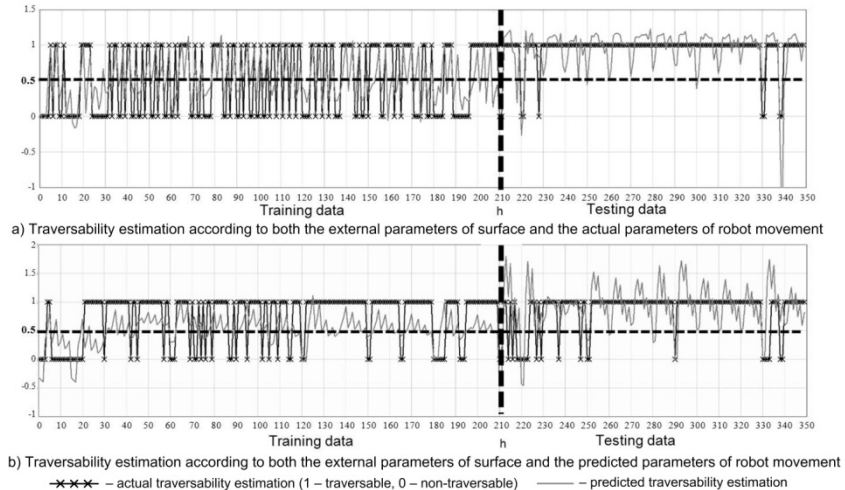 1.5
1
0.5
0
-0.5
-1
0 10 20 30 40 50 60 70 80 90 100 110 120 130 140 150 160 170 180 190 200 210 220 230 240 250 260 270 280 290 300 310 320 330 340 350
Training data h Testing data
a) Traversability estimation according to both the external parameters of surface and the actual parameters of robot movement
2
1.5
1
0.5
0
-0.5
-1
0 10 20 30 40 50 60 70 80 90 100 110 120 130 140 150 160 170 180 190 200 210 220 230 240 250 260 270 280 290 300 310 320 330 340 350
Training data h Testing data
b) Traversability estimation according to both the external parameters of surface and the predicted parameters of robot movement
– actual traversability estimation (1 – traversable, 0 – non-traversable) – predicted traversability estimation